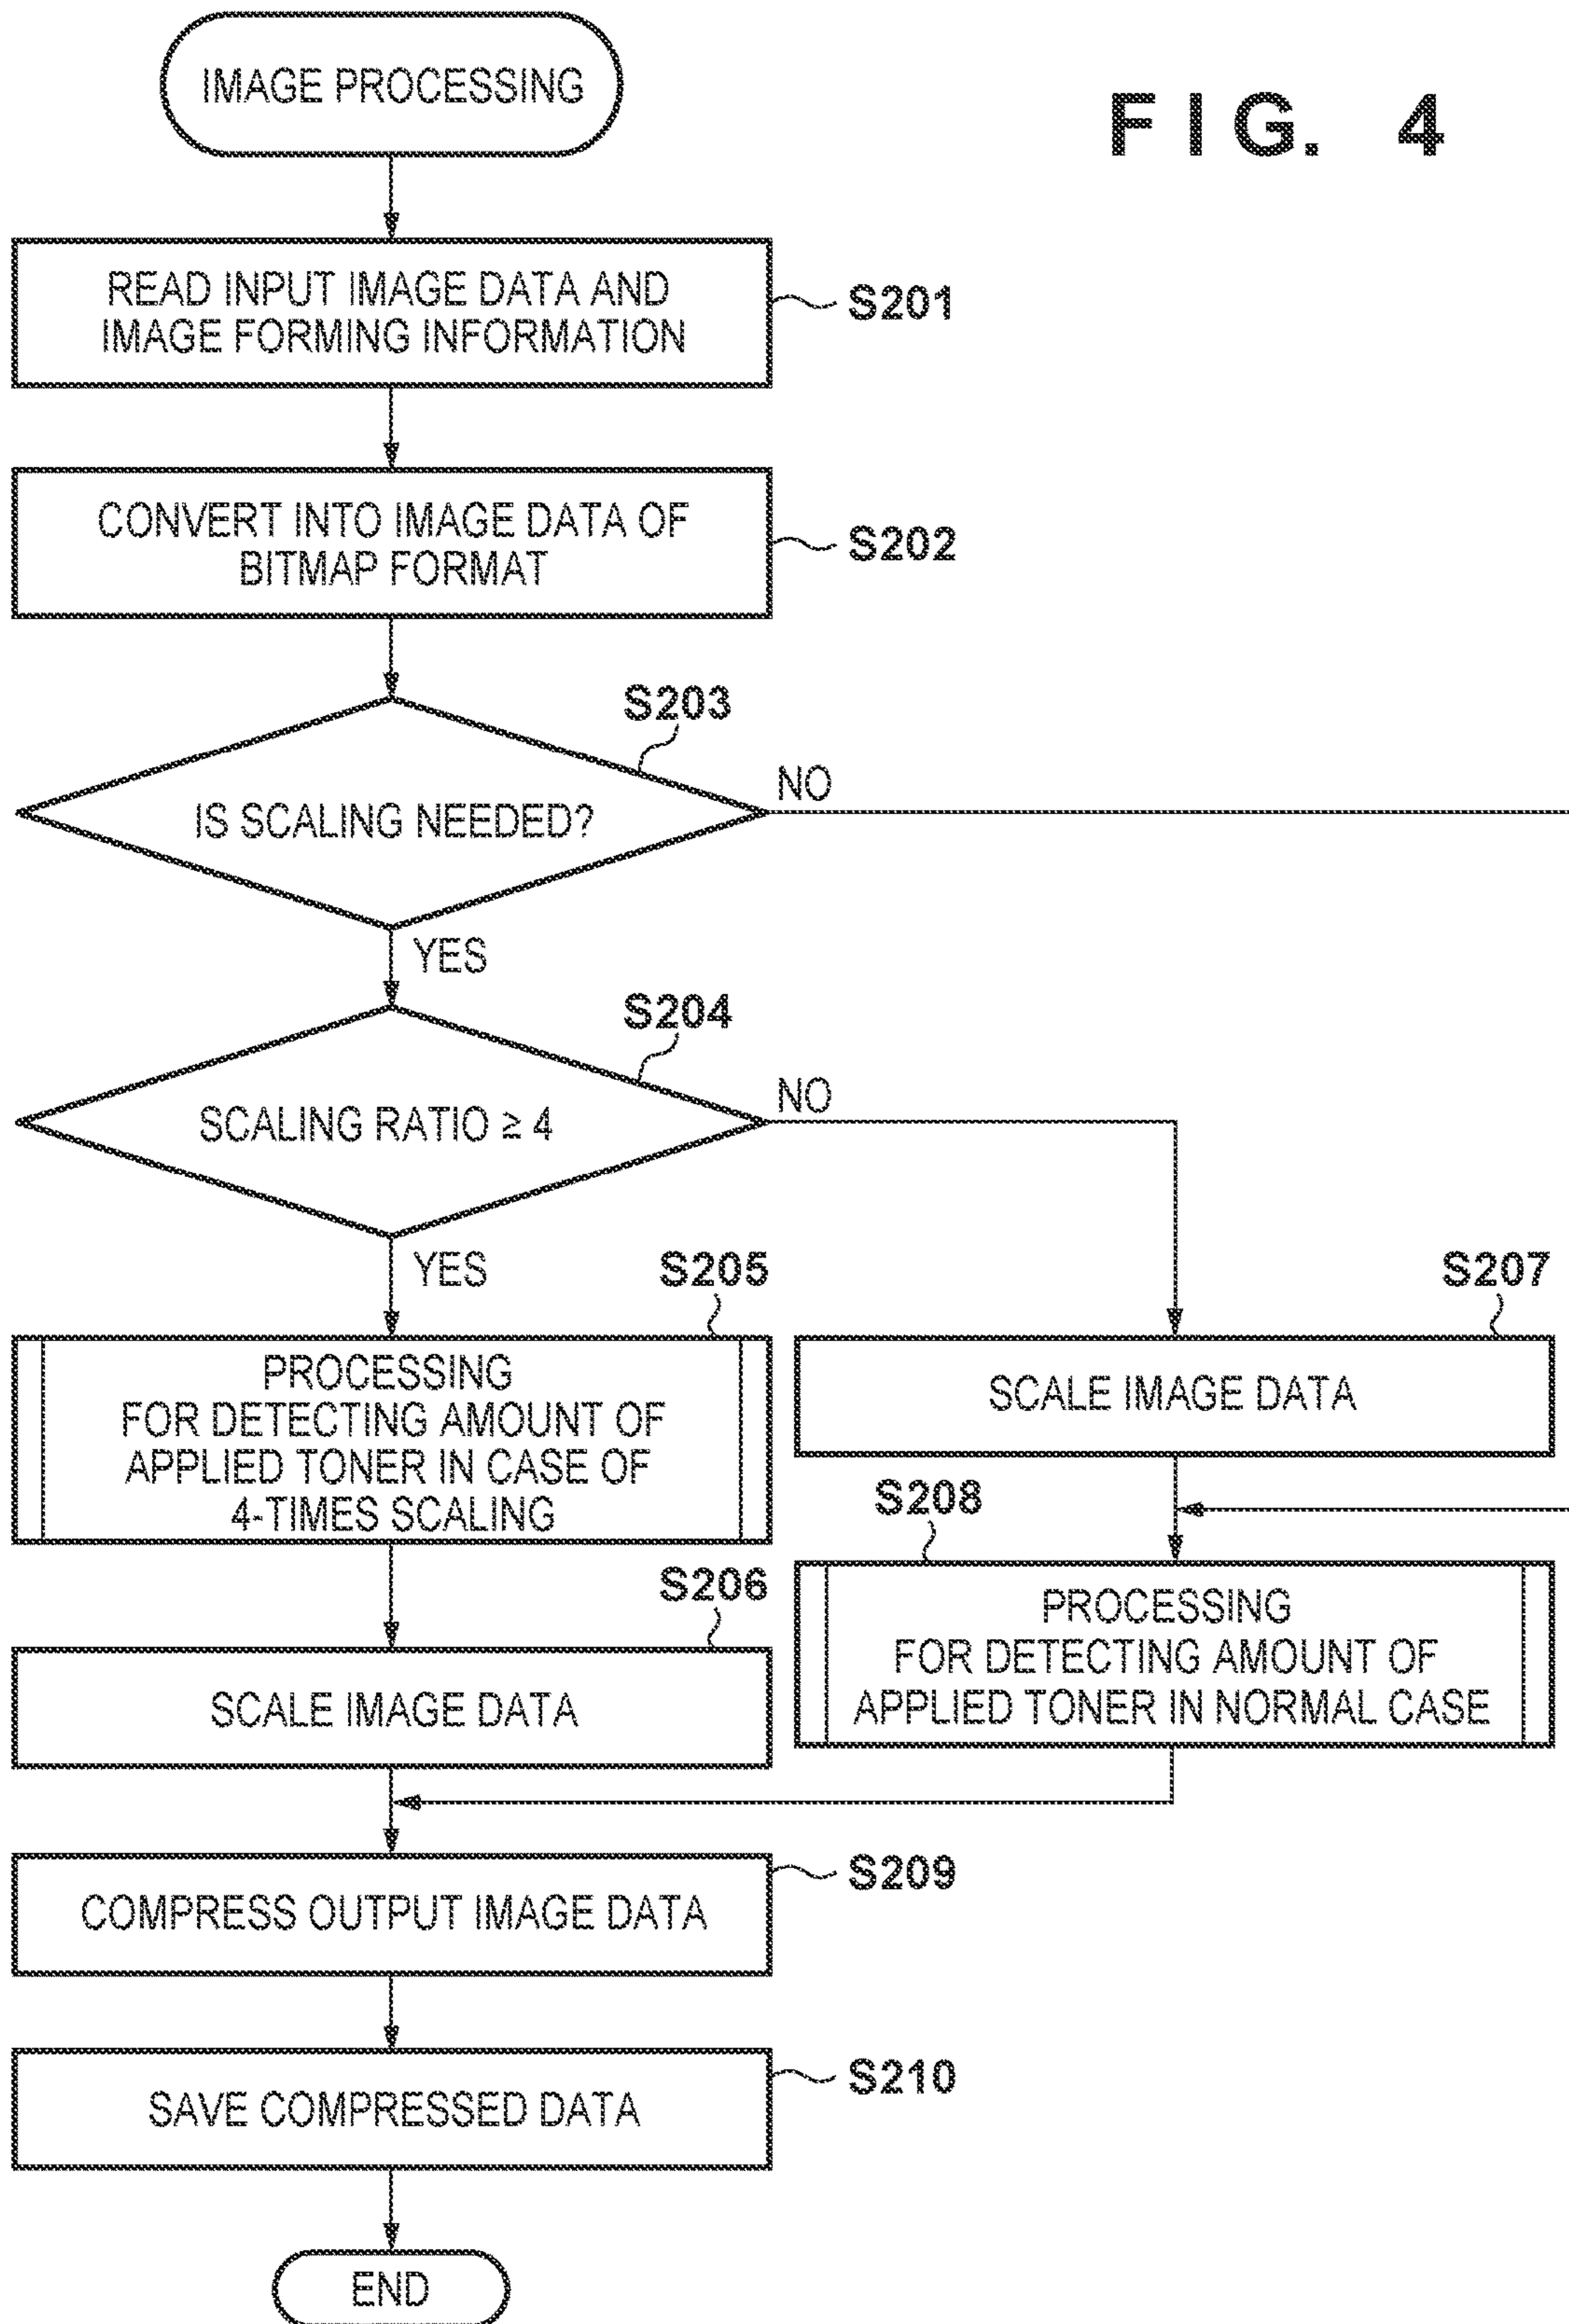 IMAGE PROCESSING
FIG. 4
READ INPUT IMAGE DATA AND
IMAGE FORMING INFORMATION
S201
CONVERT INTO IMAGE DATA OF
BITMAP FORMAT
S202
S203
IS SCALING NEEDED?
NO
YES
S204
SCALING RATIO ≥ 4
NO
YES
S205
PROCESSING
FOR DETECTING AMOUNT OF
APPLIED TONER IN CASE OF
4-TIMES SCALING
S207
SCALE IMAGE DATA
S206
SCALE IMAGE DATA
S208
PROCESSING
FOR DETECTING AMOUNT OF
APPLIED TONER IN NORMAL CASE
COMPRESS OUTPUT IMAGE DATA
S209
SAVE COMPRESSED DATA
S210
END